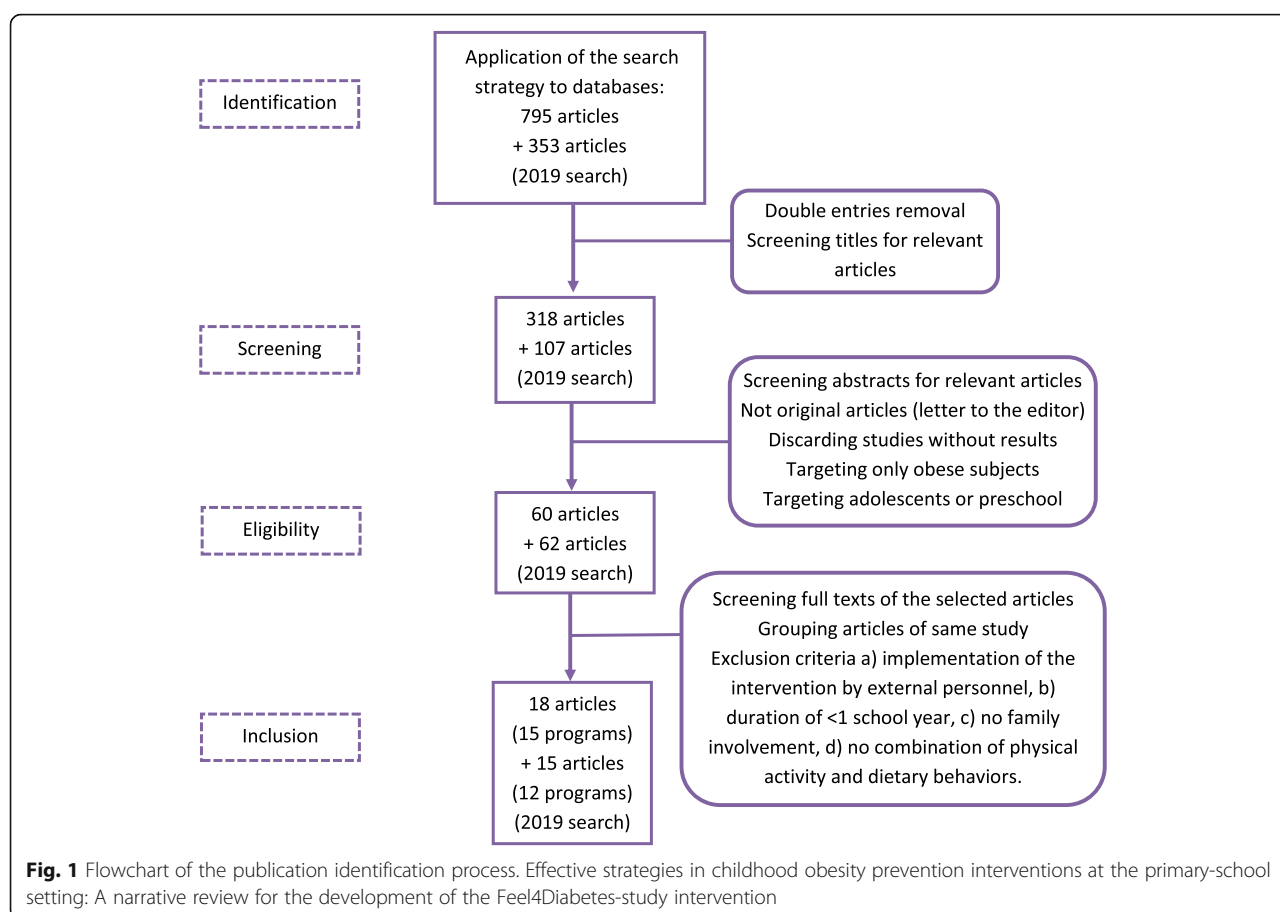 Identification
Application of the search
strategy to databases:
795 articles
+ 353 articles
(2019 search)
Double entries removal
Screening titles for relevant
articles
Screening
318 articles
+ 107 articles
(2019 search)
Screening abstracts for relevant articles
Not original articles (letter to the editor)
Discarding studies without results
Targeting only obese subjects
Targeting adolescents or preschool
Eligibility
60 articles
+ 62 articles
(2019 search)
Screening full texts of the selected articles
Grouping articles of same study
Exclusion criteria a) implementation of the
intervention by external personnel, b)
duration of <1 school year, c) no family
involvement, d) no combination of physical
activity and dietary behaviors.
Inclusion
18 articles
(15 programs)
+ 15 articles
(12 programs)
(2019 search)
Fig. 1 Flowchart of the publication identification process. Effective strategies in childhood obesity prevention interventions at the primary-school
setting: A narrative review for the development of the Feel4Diabetes-study intervention